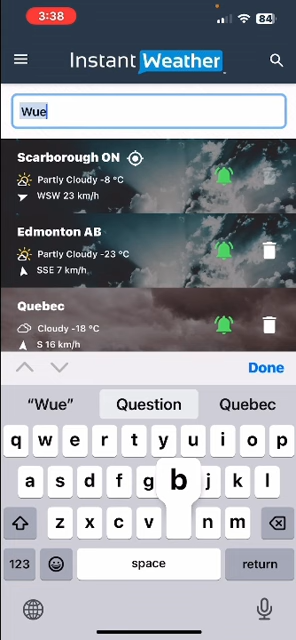 3:38
84
Instant Weather
Wue
Scarborough ON
Partly Cloudy -8 °C
WSW 23 km/h
Edmonton AB
Partly Cloudy -23 °C
SSE 7 km/h
Quebec
Cloudy -18 °C
S 16 km/h
Done
“Wue” Question Quebec
q w e r t y u i o p
a s d f g b j k l
z x c v n m
123 space return